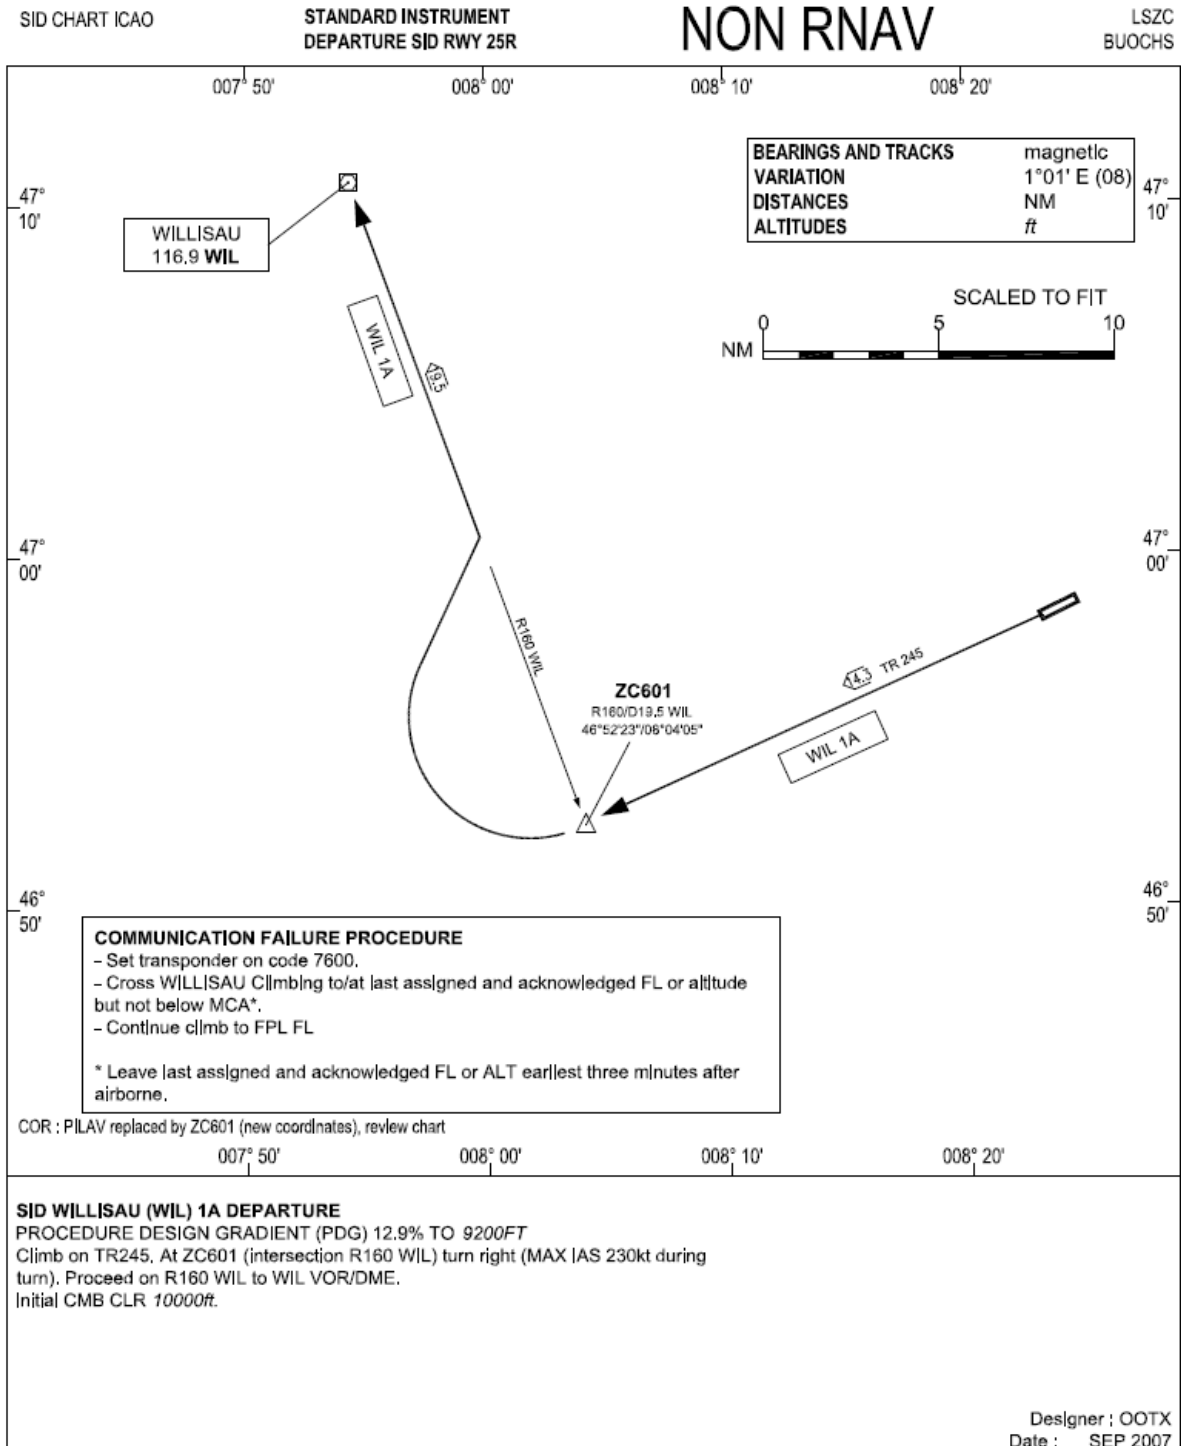 SID CHART ICAO
STANDARD INSTRUMENT
DEPARTURE SID RWY 25R
NON RNAV
LSZC
BUOCHS
007° 50'
008° 00'
008° 10'
008° 20'
BEARINGS AND TRACKS magnetic
VARIATION 1°01' E (08)
DISTANCES NM
ALTITUDES ft
47°
10'
47°
10'
WILLISAU
116.9 WIL
SCALED TO FIT
0 5 10
NM
WIL 1A
19.5
47°
00'
47°
00'
R160 WIL
14.3 TR 245
ZC601
R160/D19.5 WIL
46°52'23"/08°04'05"
WIL 1A
46°
50'
46°
50'
COMMUNICATION FAILURE PROCEDURE
- Set transponder on code 7600.
- Cross WILLISAU Climbing to/at last assigned and acknowledged FL or altitude
but not below MCA*.
- Continue climb to FPL FL
* Leave last assigned and acknowledged FL or ALT earliest three minutes after
airborne.
COR : PILAV replaced by ZC601 (new coordinates), review chart
007° 50'
008° 00'
008° 10'
008° 20'
SID WILLISAU (WIL) 1A DEPARTURE
PROCEDURE DESIGN GRADIENT (PDG) 12.9% TO 9200FT
Climb on TR245. At ZC601 (intersection R160 WIL) turn right (MAX IAS 230kt during
turn). Proceed on R160 WIL to WIL VOR/DME.
Initial CMB CLR 10000ft.
Designer : OOTX
Date : SEP 2007